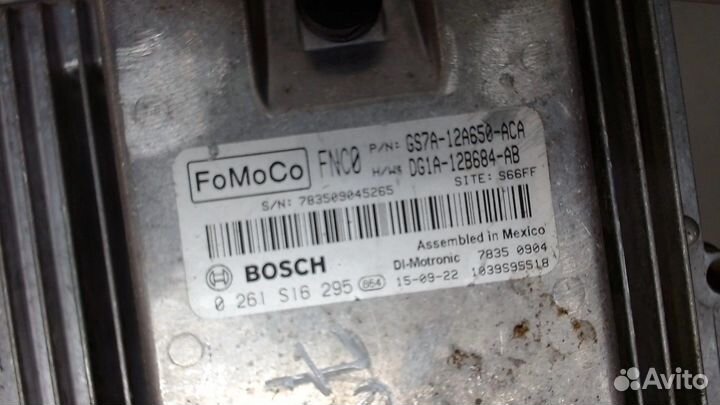 FoMoCo
FNC0
P/N: GS7A-12A650-ACA
H/W: DG1A-12B684-AB
S/N: 783509045265
SITE: S66FF
Assembled in Mexico
BOSCH
DI-Motronic 7835 0904
0 261 S16 295 864 15-09-22 1039S95518
Avito